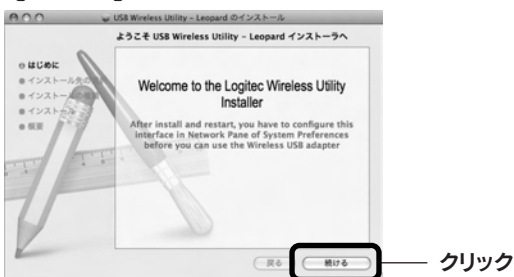 USB Wireless Utility – Leopard のインストール
ようこそ USB Wireless Utility – Leopard インストーラへ
はじめに
インストール
インストール
インストール
概要
Welcome to the Logitec Wireless Utility
Installer
After install and restart, you have to configure this
interface in Network Pane of System Preferences
before you can use the Wireless USB adapter
戻る
続ける
クリック